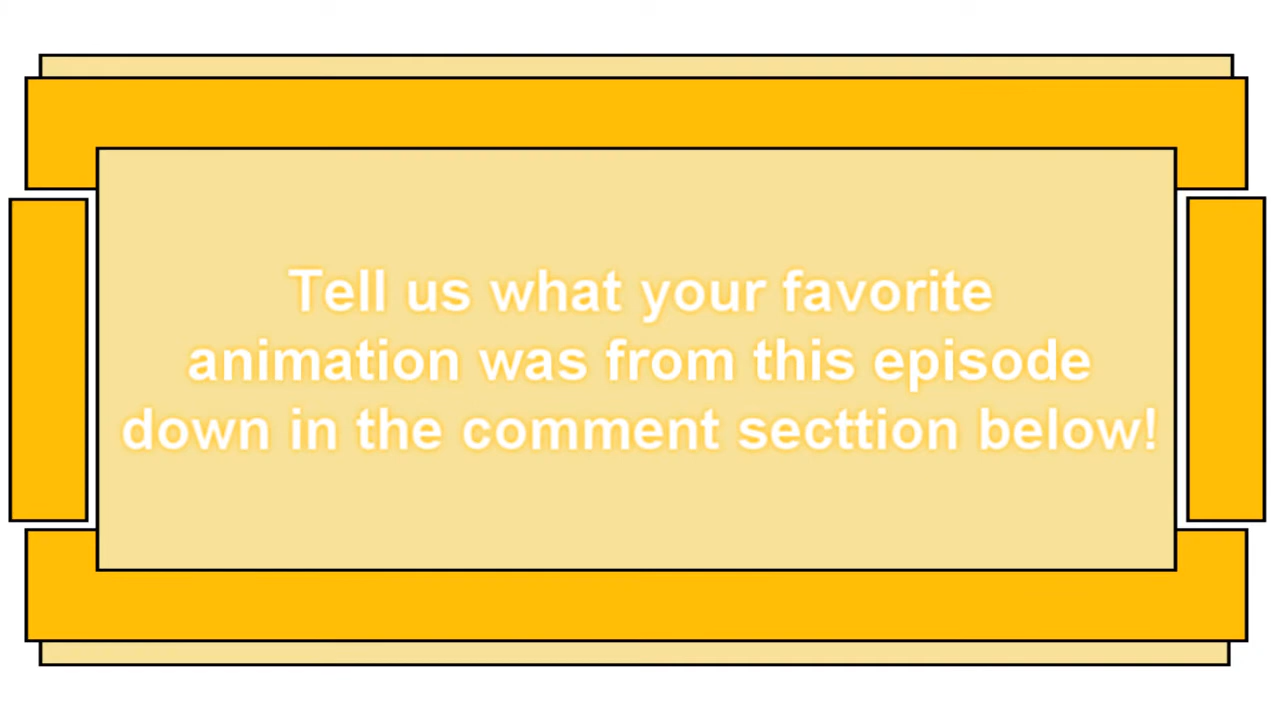 Tell us what your favorite
animation was from this episode
down in the comment secttion below!